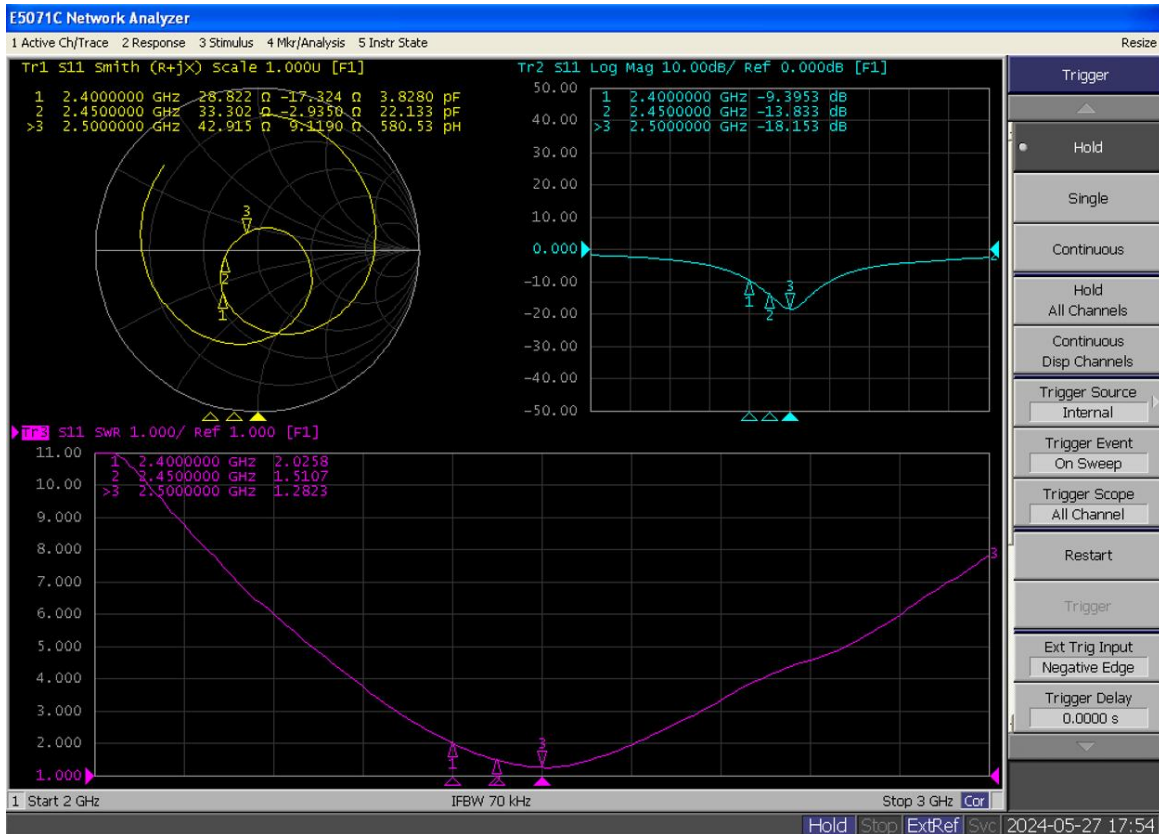 E5071C Network Analyzer
1 Active Ch/Trace 2 Response 3 Stimulus 4 Mkr/Analysis 5 Instr State
Resize
Tr1 S11 Smith (R+jX) Scale 1.000U [F1]
1 2.4000000 GHz 28.822 Ω -17.324 Ω 3.8280 pF
2 2.4500000 GHz 33.302 Ω -2.9350 Ω 22.133 pF
>3 2.5000000 GHz 42.915 Ω 9.1190 Ω 580.53 pH
3
2
1
Tr2 S11 Log Mag 10.00dB/ Ref 0.000dB [F1]
50.00
40.00
30.00
20.00
10.00
0.000
-10.00
-20.00
-30.00
-40.00
-50.00
1 2.4000000 GHz -9.3953 dB
2 2.4500000 GHz -13.833 dB
>3 2.5000000 GHz -18.153 dB
1
2
3
2
Tr3 S11 SWR 1.000/ Ref 1.000 [F1]
11.00
10.00
9.000
8.000
7.000
6.000
5.000
4.000
3.000
2.000
1.000
1 2.4000000 GHz 2.0258
2 2.4500000 GHz 1.5107
>3 2.5000000 GHz 1.2823
1
2
3
3
1 Start 2 GHz
IFBW 70 kHz
Stop 3 GHz Cor
Trigger
Hold
Single
Continuous
Hold
All Channels
Continuous
Disp Channels
Trigger Source
Internal
Trigger Event
On Sweep
Trigger Scope
All Channel
Restart
Trigger
Ext Trig Input
Negative Edge
Trigger Delay
0.0000 s
Hold Stop ExtRef Svc 2024-05-27 17:54